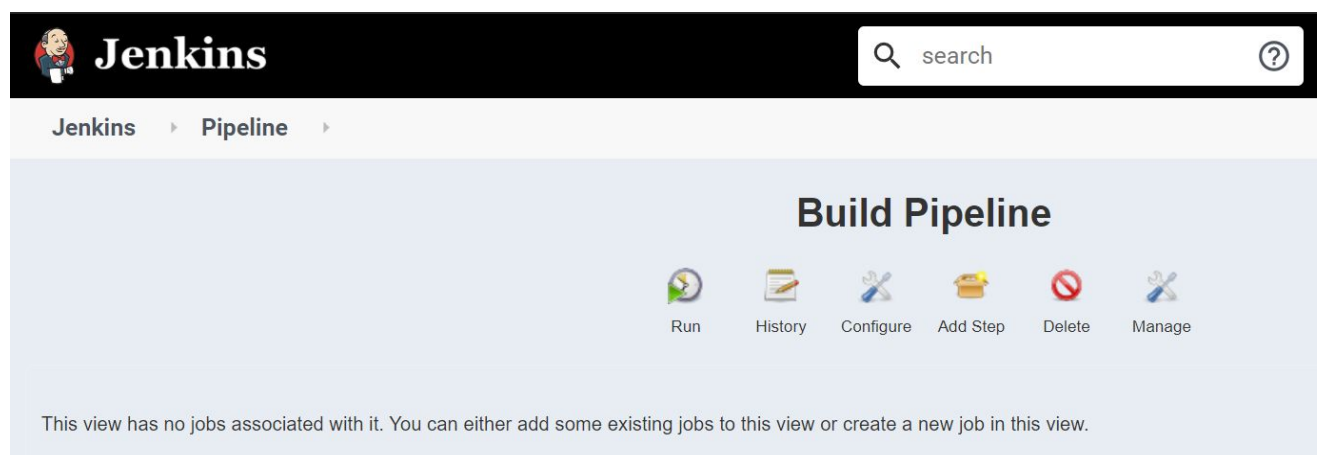 Jenkins
search
Jenkins Pipeline
Build Pipeline
Run History Configure Add Step Delete Manage
This view has no jobs associated with it. You can either add some existing jobs to this view or create a new job in this view.